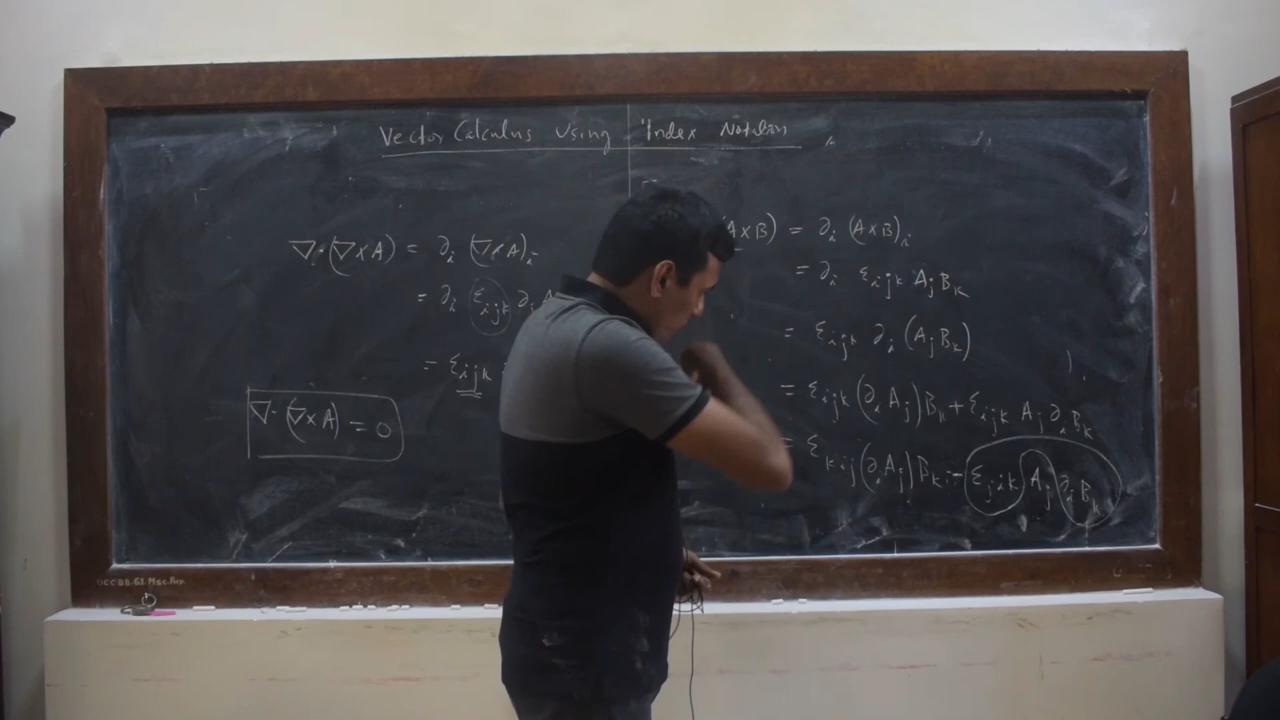 Vector Calculus Using Index Notation
∇·(∇×A) = ∂i (∇×A)i
= ∂i εijk ∂j A
= εijk
∇·(∇×A) = 0
A×B) = ∂i (A×B)i
= ∂i εijk Aj Bk
= εijk ∂i (Aj Bk)
= εijk (∂i Aj) Bk + εijk Aj ∂i Bk
= εkij (∂i Aj) Bk − εjik Aj ∂i Bk